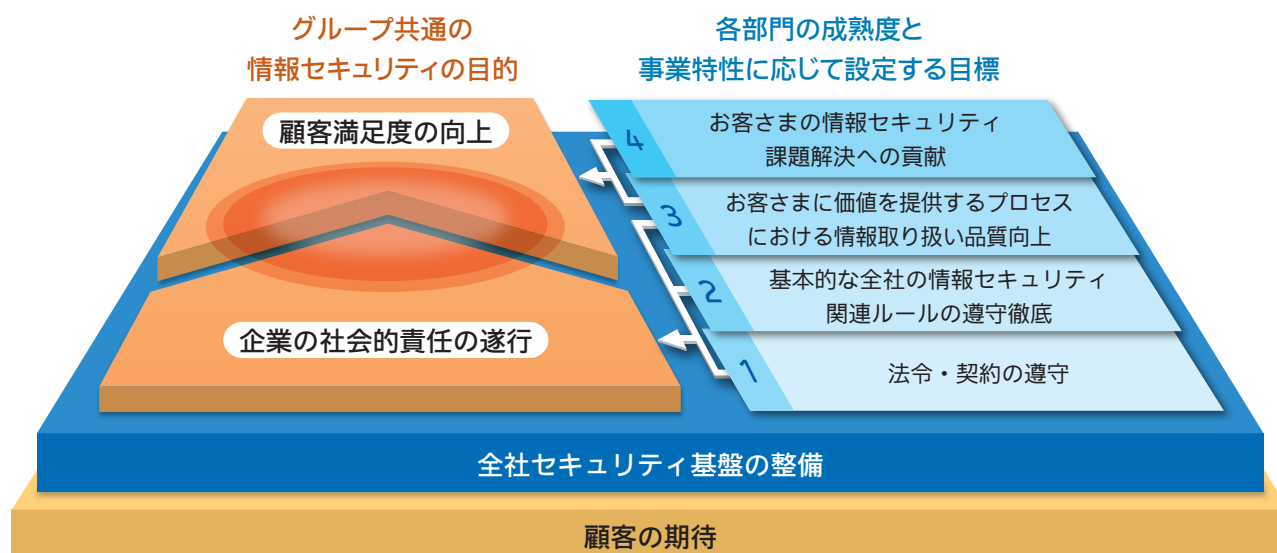 グループ共通の
情報セキュリティの目的
各部門の成熟度と
事業特性に応じて設定する目標
顧客満足度の向上
企業の社会的責任の遂行
4
お客さまの情報セキュリティ
課題解決への貢献
3
お客さまに価値を提供するプロセス
における情報取り扱い品質向上
2
基本的な全社の情報セキュリティ
関連ルールの遵守徹底
1
法令・契約の遵守
全社セキュリティ基盤の整備
顧客の期待